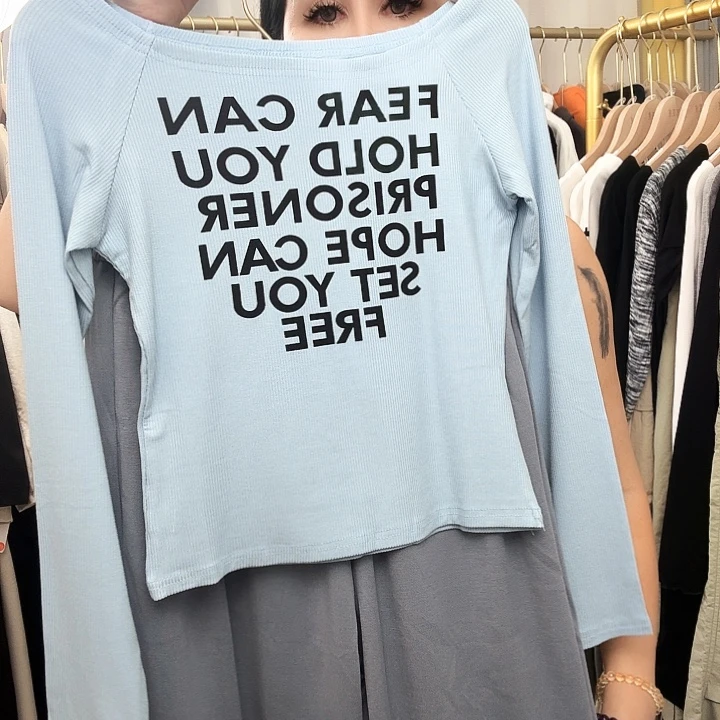 FEAR CAN
HOLD YOU
PRISONER
HOPE CAN
SET YOU
FREE